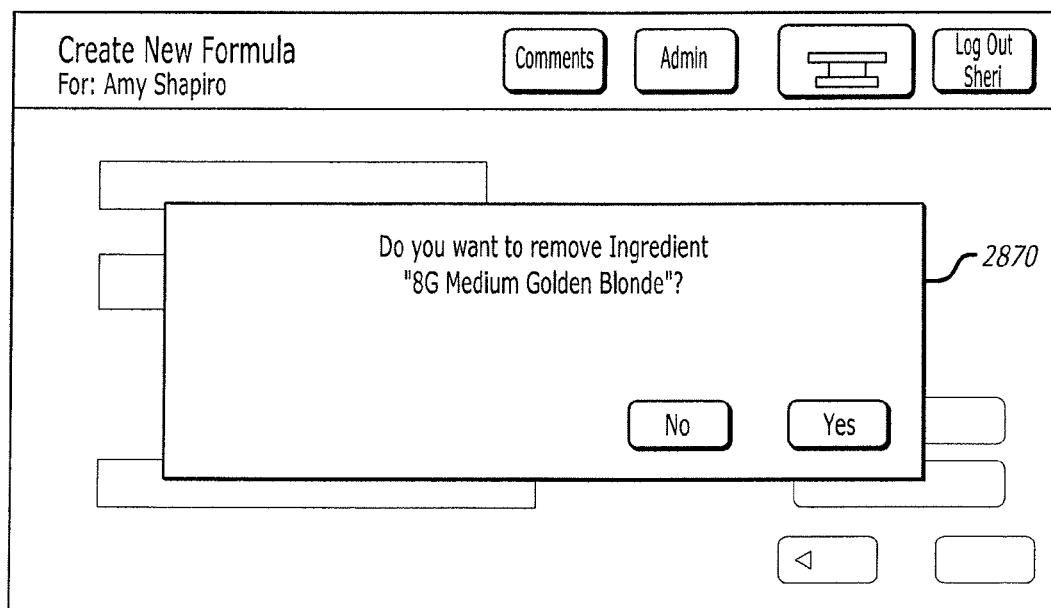 Create New Formula
For: Amy Shapiro
Comments
Admin
Log Out
Sheri
Do you want to remove Ingredient
"8G Medium Golden Blonde"?
2870
No
Yes